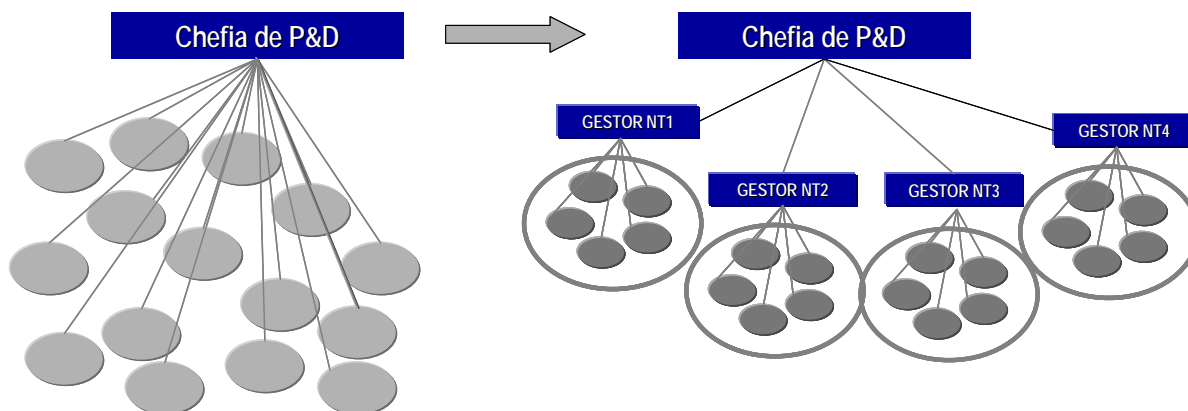 Chefia de P&D
Chefia de P&D
GESTOR NT1
GESTOR NT4
GESTOR NT2
GESTOR NT3